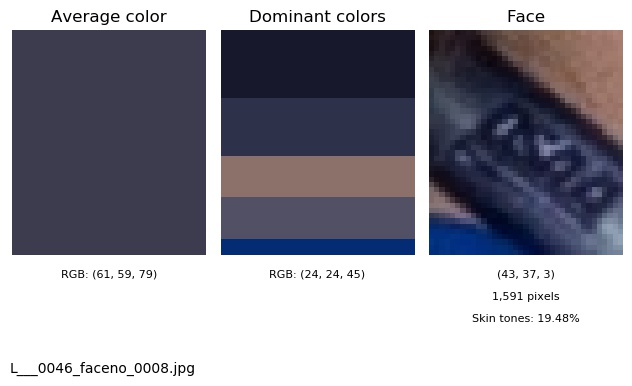 Average color
Dominant colors
Face
RGB: (61, 59, 79)
RGB: (24, 24, 45)
(43, 37, 3)
1,591 pixels
Skin tones: 19.48%
L___0046_faceno_0008.jpg